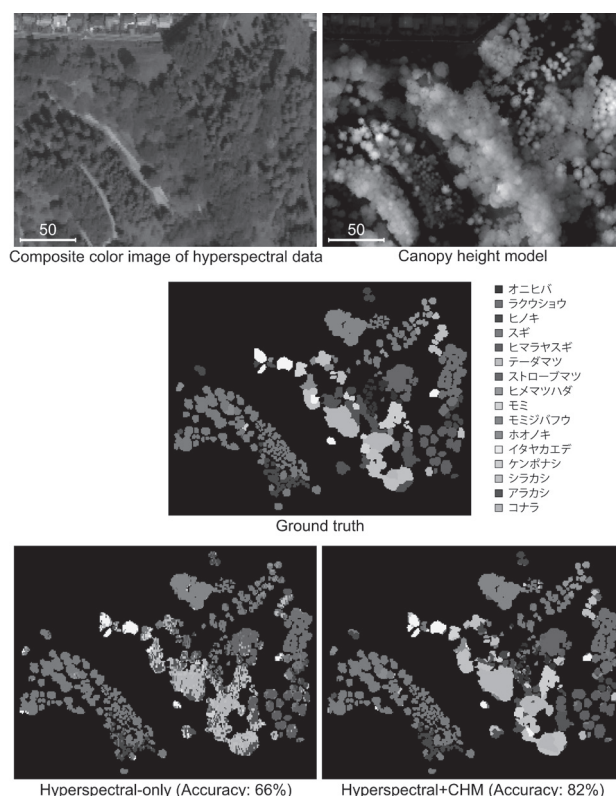 50
50
Composite color image of hyperspectral data
Canopy height model
オニヒバ
ラクウショウ
ヒノキ
スギ
ヒマラヤスギ
テーダマツ
ストローブマツ
ヒメマツハダ
モミ
モミジバフウ
ホオノキ
イタヤカエデ
ケンポナシ
シラカシ
アラカシ
コナラ
Ground truth
Hyperspectral-only (Accuracy: 66%)
Hyperspectral+CHM (Accuracy: 82%)